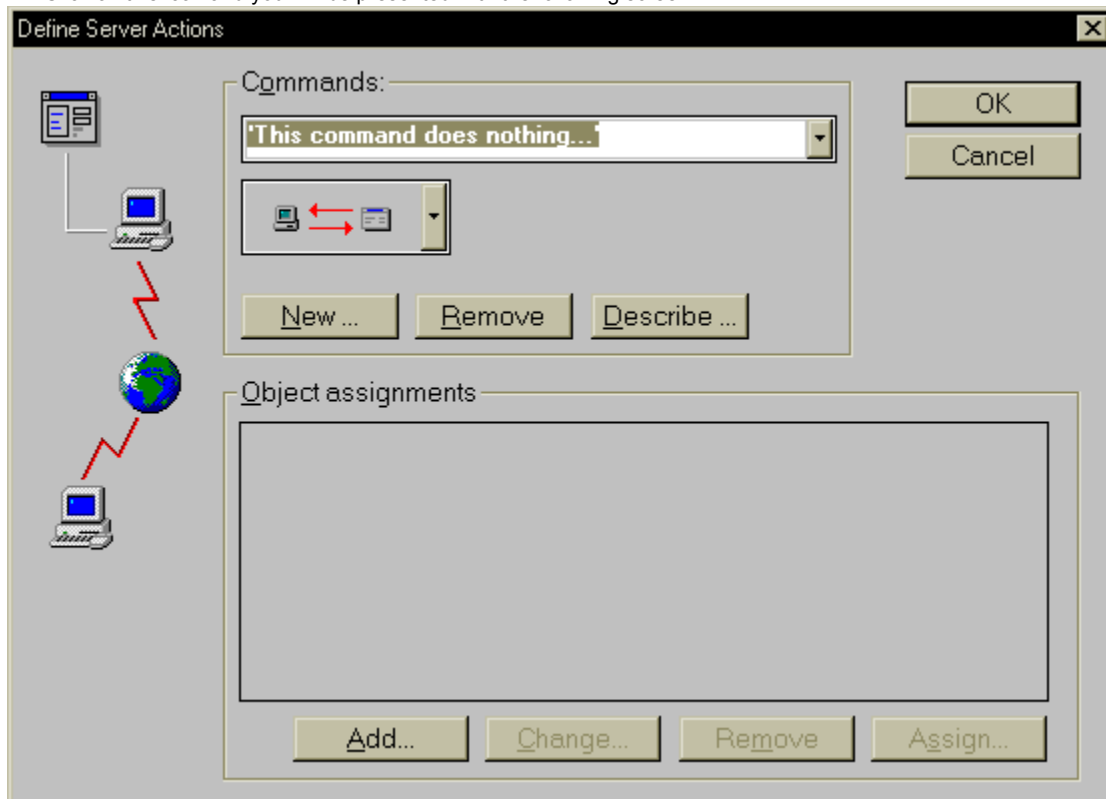 Define Server Actions
Commands:
'This command does nothing...'
OK
Cancel
New ...
Remove
Describe ...
Object assignments
Add...
Change...
Remove
Assign...